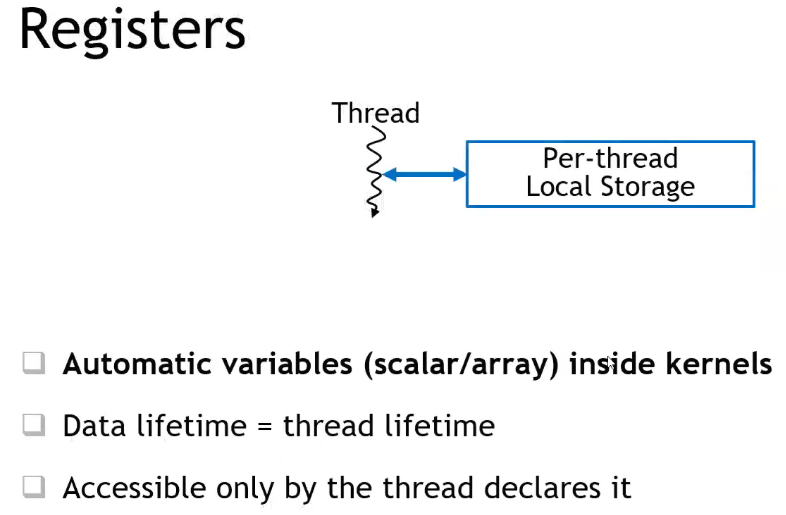 Registers
Thread
Per-thread
Local Storage
Automatic variables (scalar/array) inside kernels
Data lifetime = thread lifetime
Accessible only by the thread declares it